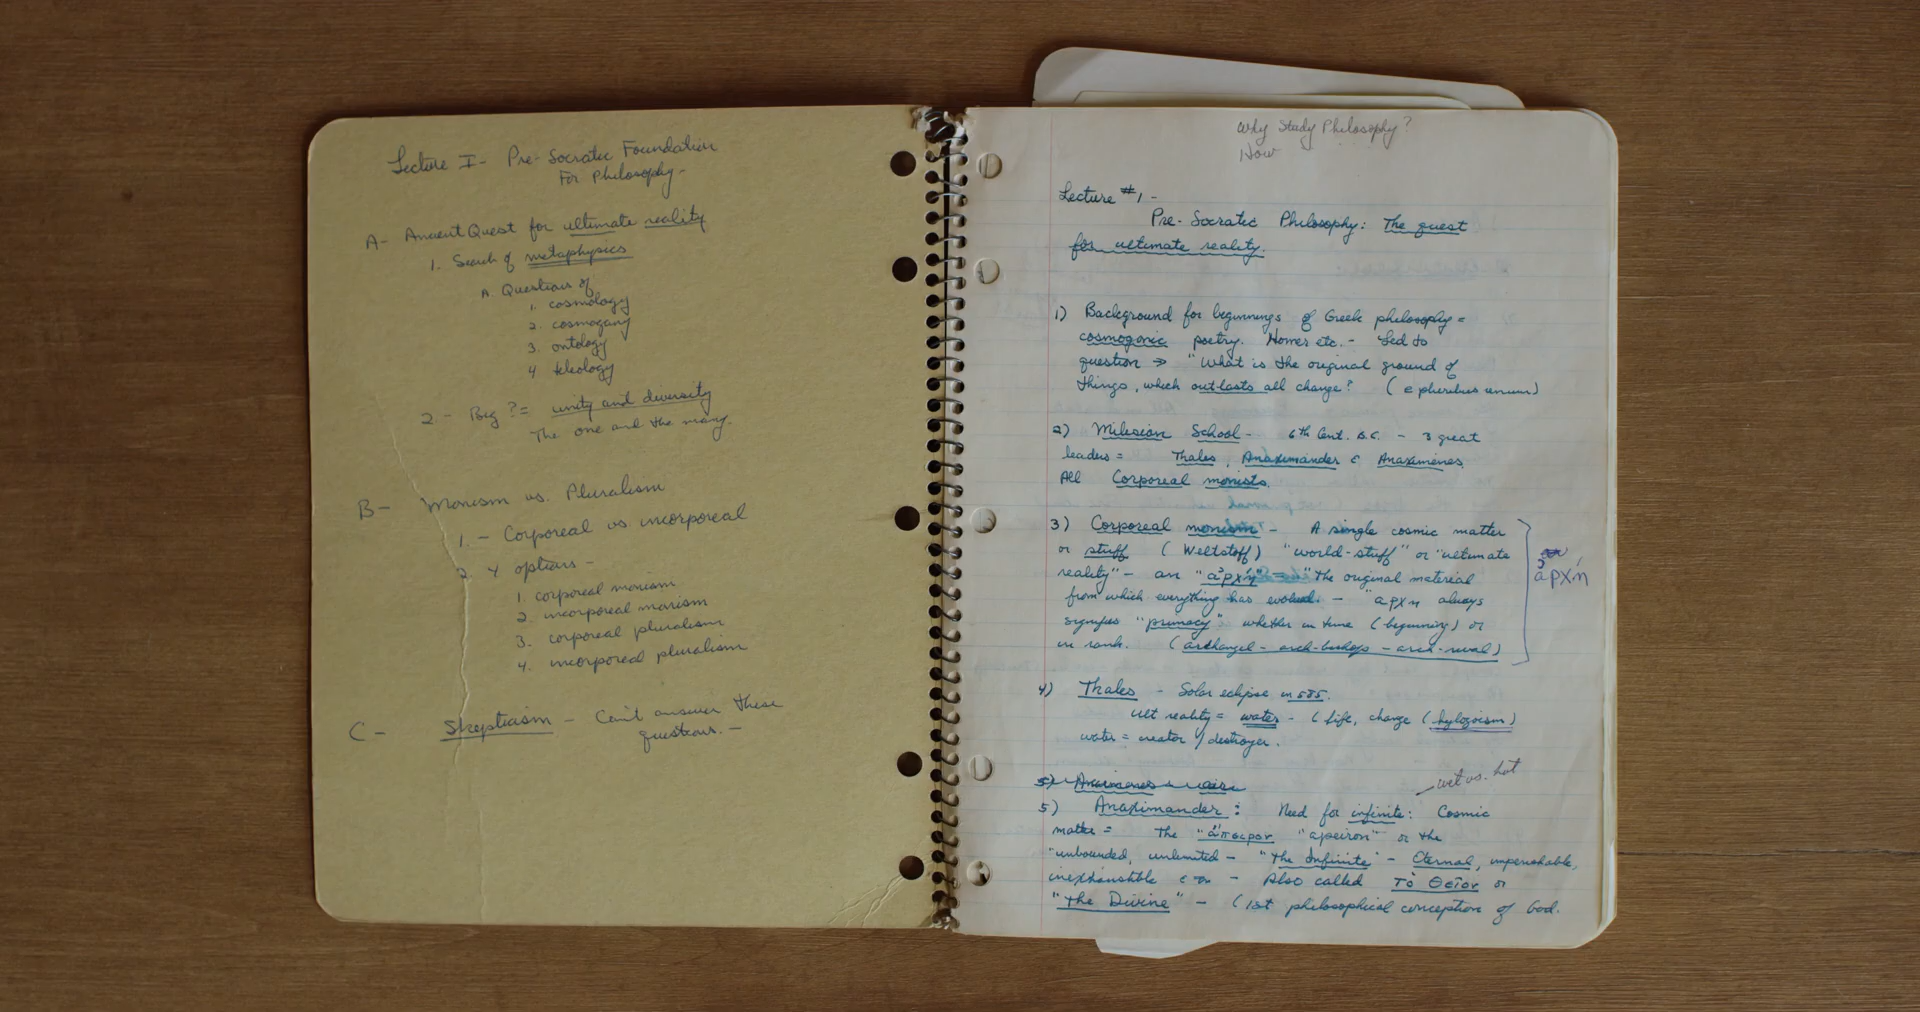 Lecture I - Pre-Socratic Foundation
For Philosophy -
A- Ancient Quest for ultimate reality
1. Search of metaphysics
A. Questions of
1. cosmology
2. cosmogany
3. ontology
4 teleology
2. - Big ? = unity and diversity
The one and the many.
B- Monism vs. Pluralism
1. - Corporeal vs incorporeal
2. 4 options -
1. corporeal monism
2. incorporeal monism
3. corporeal pluralism
4. incorporeal pluralism
C- Skepticism - Can't answer these
questions. -
Why Study Philosophy?
How
Lecture #1 -
Pre-Socratic Philosophy: The quest
for ultimate reality.
1) Background for beginnings of Greek philosophy =
cosmogonic poetry. Homer etc. - Led to
question → "What is the original ground of
things, which outlasts all change? (e pluribus unum)
2) Milesian School - 6th Cent. B.C. - 3 great
leaders = Thales, Anaximander & Anaximenes
All Corporeal monists.
3) Corporeal monism - A single cosmic matter
or stuff (Weltstoff) "world-stuff" or "ultimate
reality" - an "ἀρχή" = "The original material
from which everything has evolved. - "αρχη always
signifies "primacy" whether in time (beginning) or
in rank. (archangel - arch-bishops - arch-rival)
ἀρχή
4) Thales - Solar eclipse in 585.
Ult reality = water - (life, change (hylozoism)
water = creator / destroyer.
5) Anaximenes - air
wet vs. hot
5) Anaximander: Need for infinite: Cosmic
matter = The "ἄπειρον "apeiron" or the
"unbounded, unlimited - "The Infinite" - Eternal, imperishable,
inexhaustible - Also called Τὸ Θεῖον or
"The Divine" - (1st philosophical conception of God.